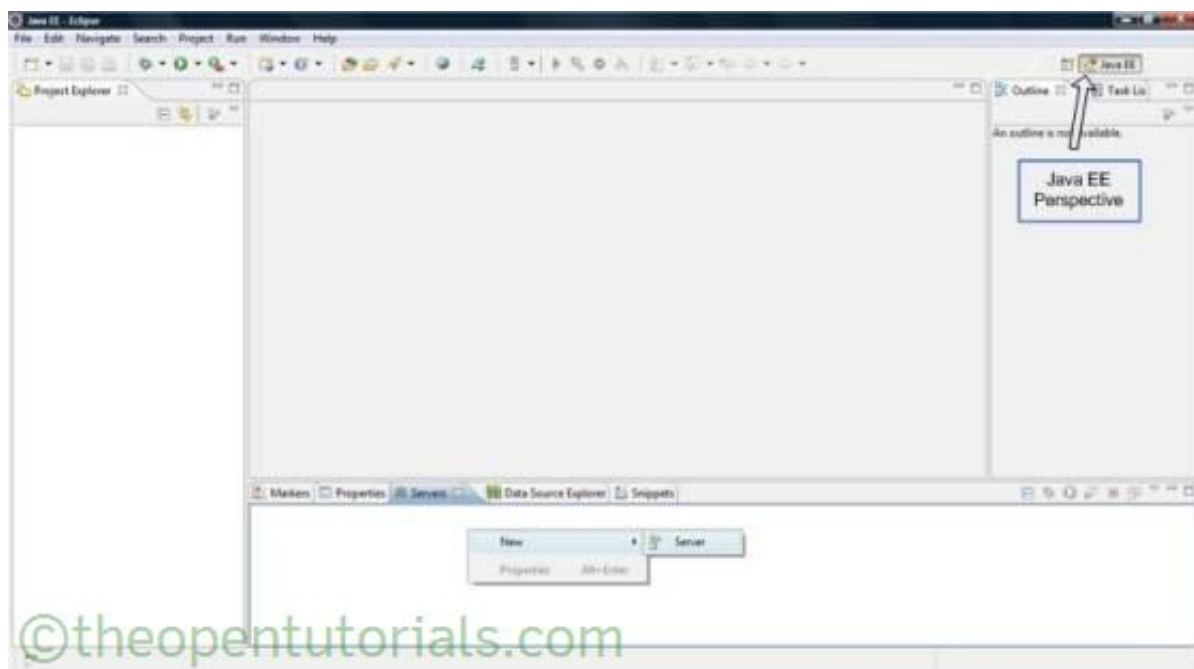 Java EE - Eclipse
File Edit Navigate Search Project Run Window Help
Java EE
Project Explorer
Outline Task Lis
An outline is not available.
Java EE
Perspective
Markers Properties Servers Data Source Explorer Snippets
New Server
Properties Alt+Enter
©theopentutorials.com